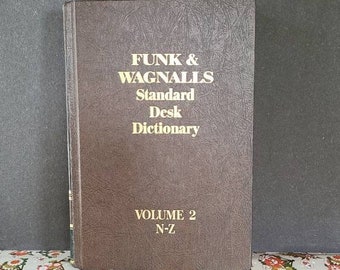 FUNK &
WAGNALLS
Standard
Desk
Dictionary
VOLUME 2
N-Z